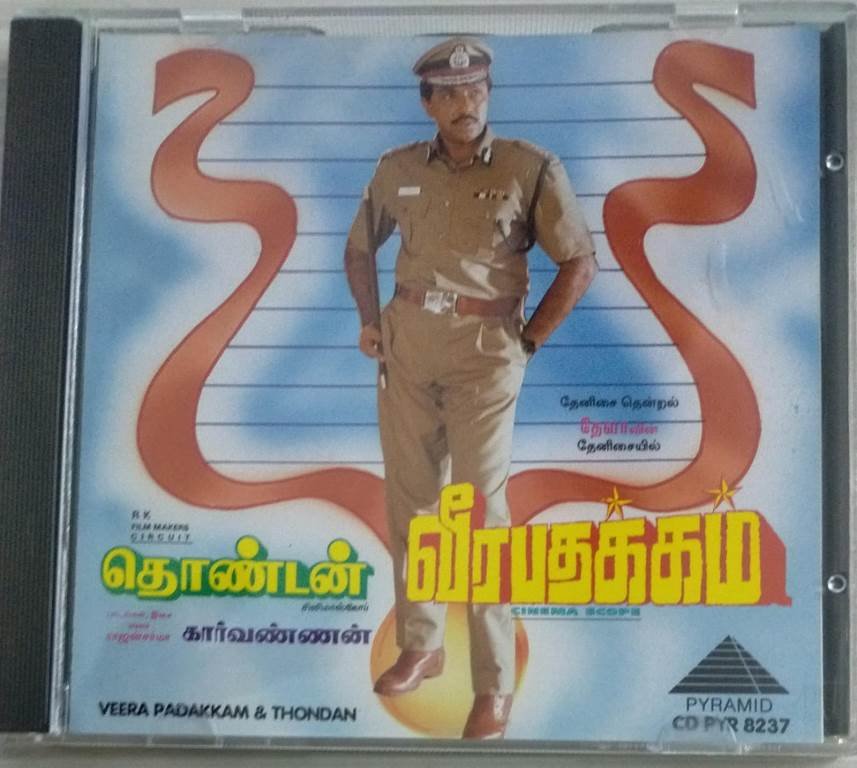 தேனிசை தென்றல்
தேவாவின்
தேனிசையில்
R K
FILM MAKERS
CIRCUIT
தொண்டன்
சினிமாஸ்கோப்
வீரபதக்கம்
CINEMA SCOPE
கார்வண்ணன்
VEERA PADAKKAM & THONDAN
PYRAMID
CD PYR 8237